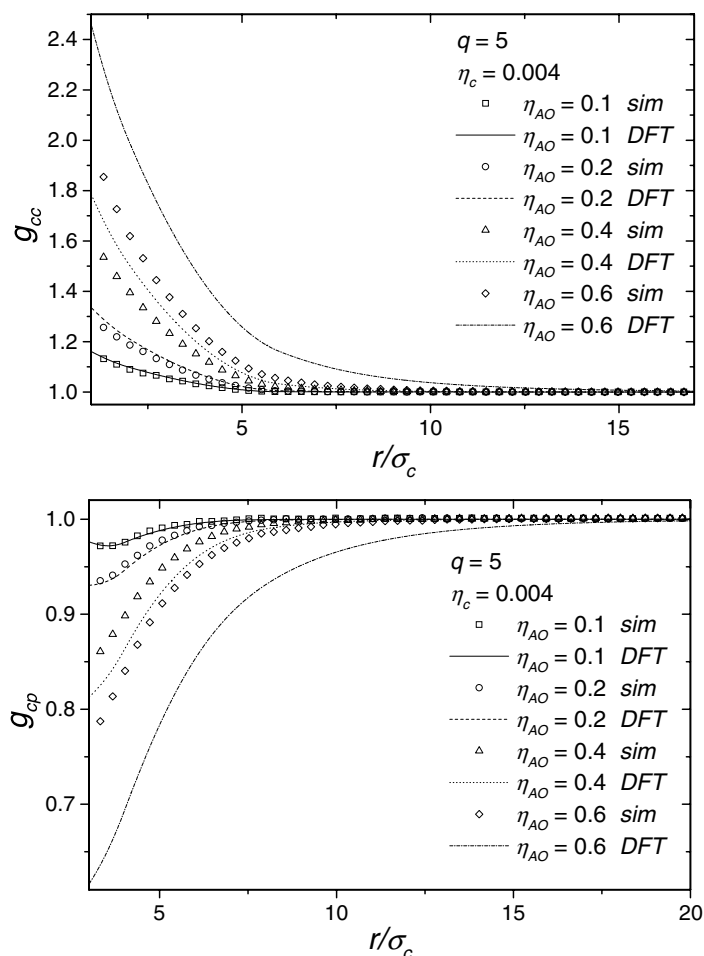 2.4
2.2
2.0
1.8
1.6
1.4
1.2
1.0
g_cc
q = 5
η_c = 0.004
η_AO = 0.1 sim
η_AO = 0.1 DFT
η_AO = 0.2 sim
η_AO = 0.2 DFT
η_AO = 0.4 sim
η_AO = 0.4 DFT
η_AO = 0.6 sim
η_AO = 0.6 DFT
5 10 15
r/σ_c
1.0
0.9
0.8
0.7
g_cp
q = 5
η_c = 0.004
η_AO = 0.1 sim
η_AO = 0.1 DFT
η_AO = 0.2 sim
η_AO = 0.2 DFT
η_AO = 0.4 sim
η_AO = 0.4 DFT
η_AO = 0.6 sim
η_AO = 0.6 DFT
5 10 15 20
r/σ_c